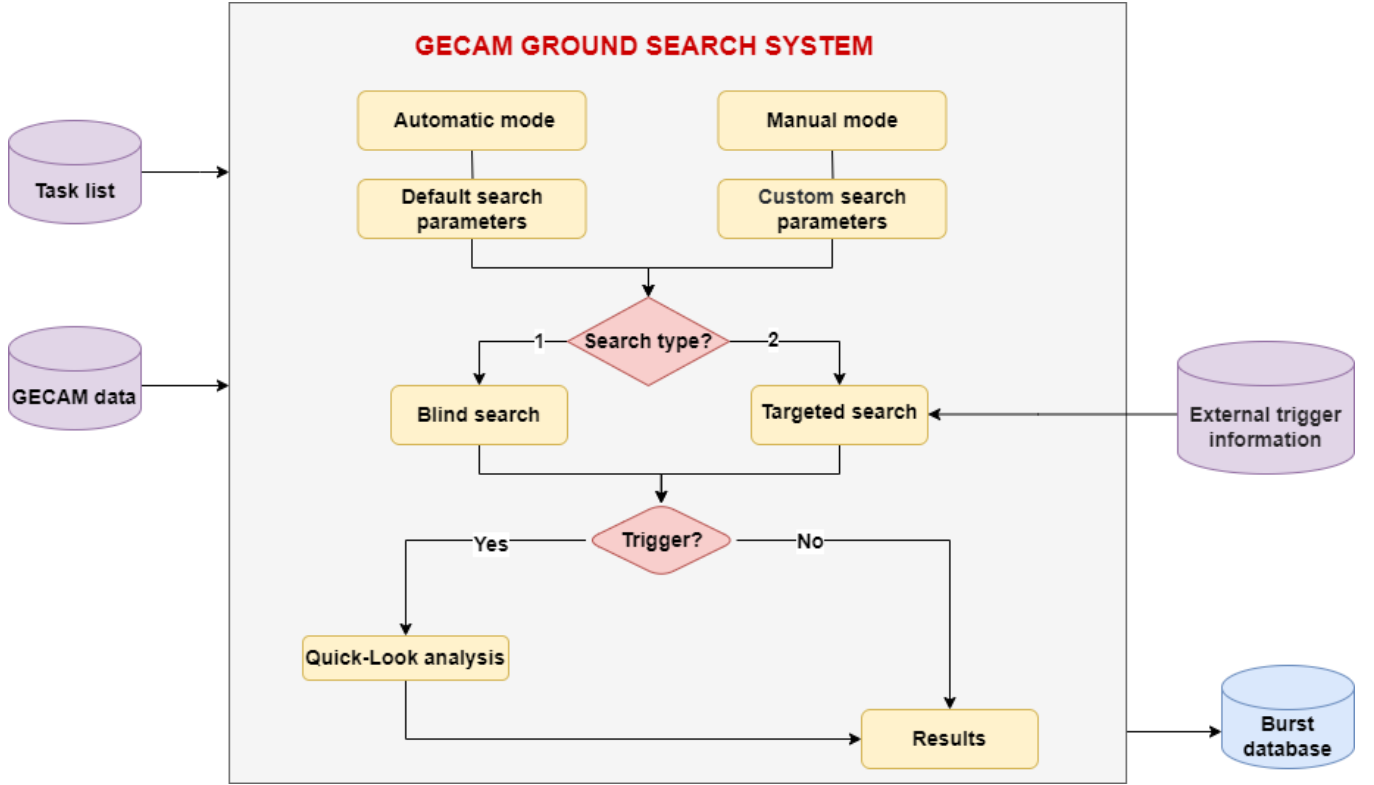 GECAM GROUND SEARCH SYSTEM
Automatic mode
Manual mode
Task list
Default search
parameters
Custom search
parameters
Search type?
1
2
GECAM data
Blind search
Targeted search
External trigger
information
Trigger?
Yes
No
Quick-Look analysis
Results
Burst
database